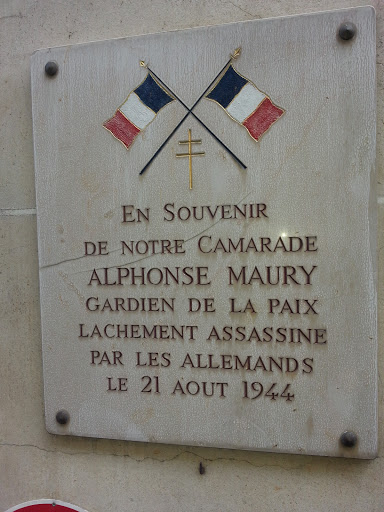 EN SOUVENIR
DE NOTRE CAMARADE
ALPHONSE MAURY
GARDIEN DE LA PAIX
LACHEMENT ASSASSINE
PAR LES ALLEMANDS
LE 21 AOUT 1944